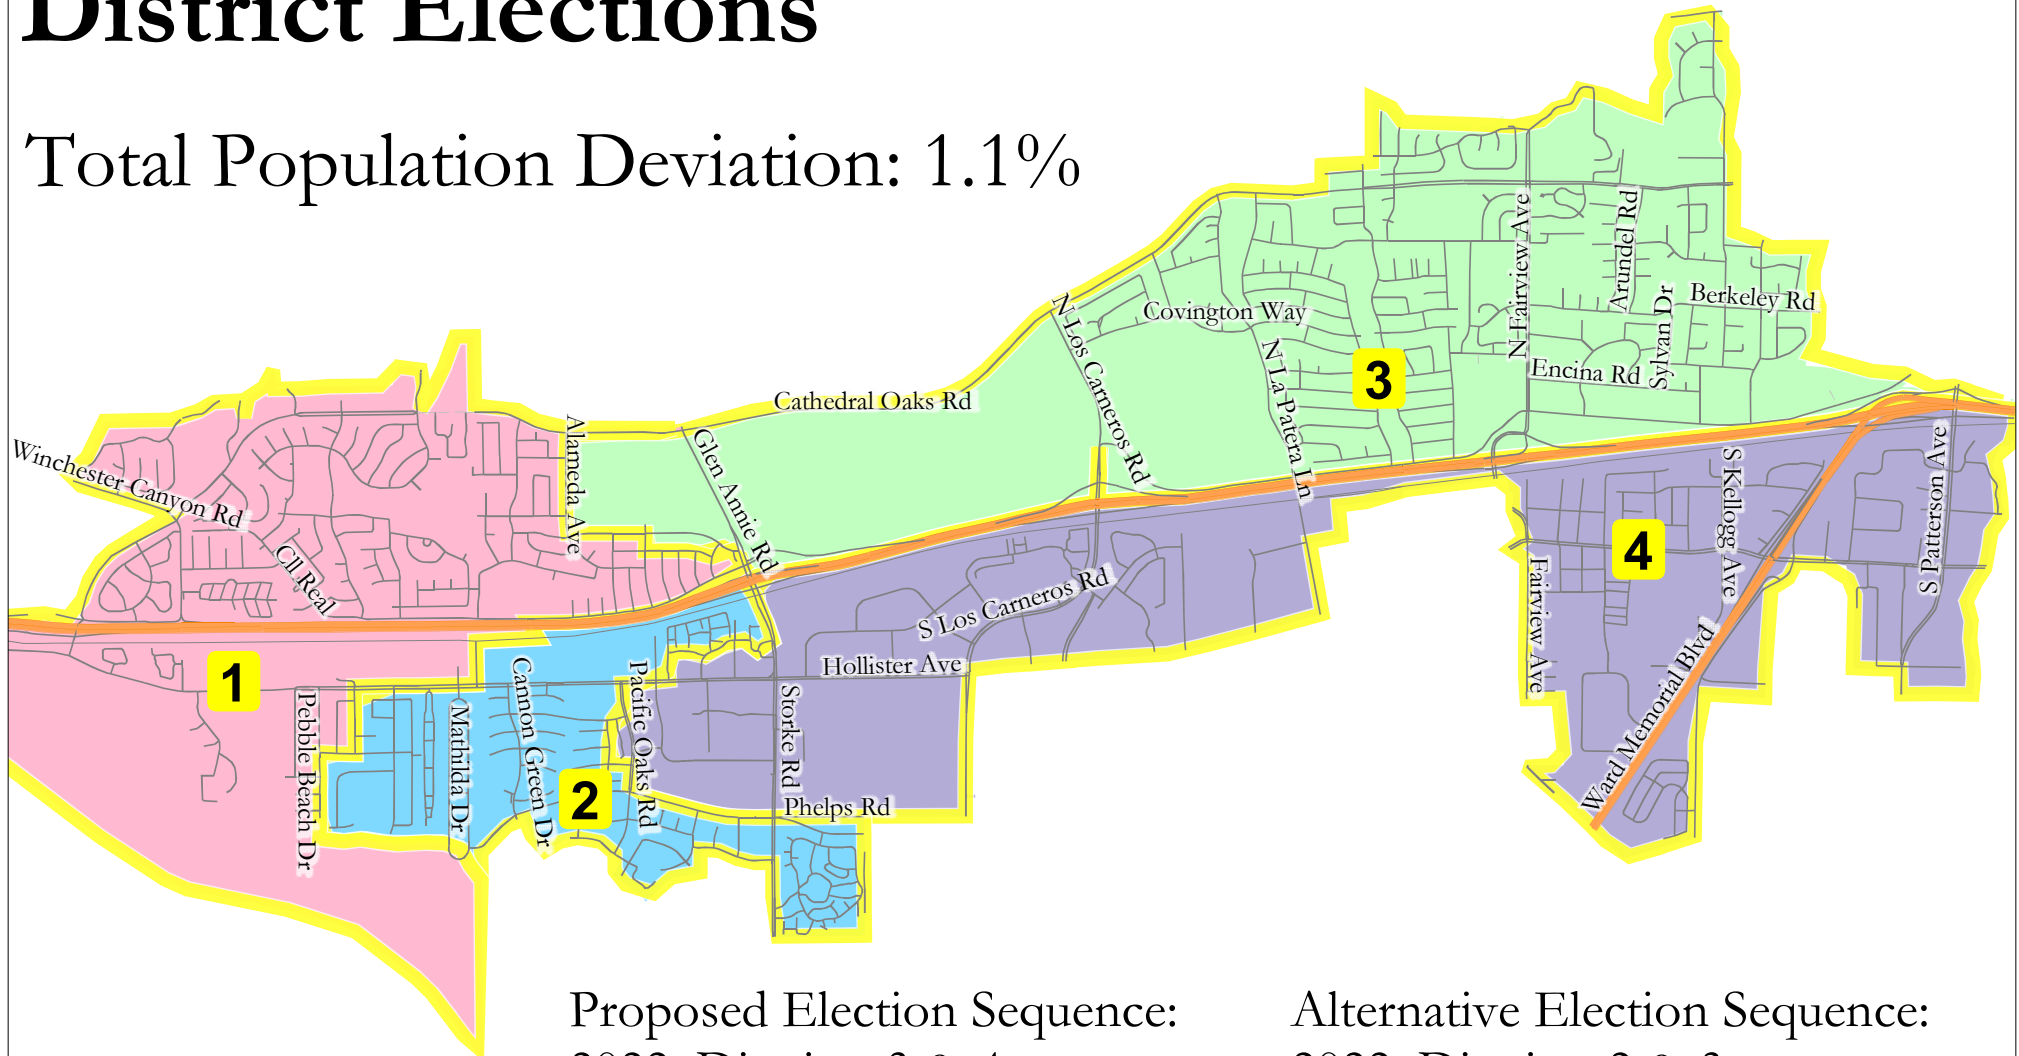 District Elections
Total Population Deviation: 1.1%
N Fairview Ave
Arundel Rd
Berkeley Rd
Sylvan Dr
Covington Way
N Los Carneros Rd
N La Patera Ln
3
Encina Rd
Cathedral Oaks Rd
Alameda Ave
Glen Annie Rd
Winchester Canyon Rd
Cll Real
S Kellogg Ave
S Patterson Ave
4
Fairview Ave
S Los Carneros Rd
Hollister Ave
Ward Memorial Blvd
1
Pebble Beach Dr
Mathilda Dr
Cannon Green Dr
Pacific Oaks Rd
Storke Rd
2
Phelps Rd
Proposed Election Sequence:
Alternative Election Sequence: